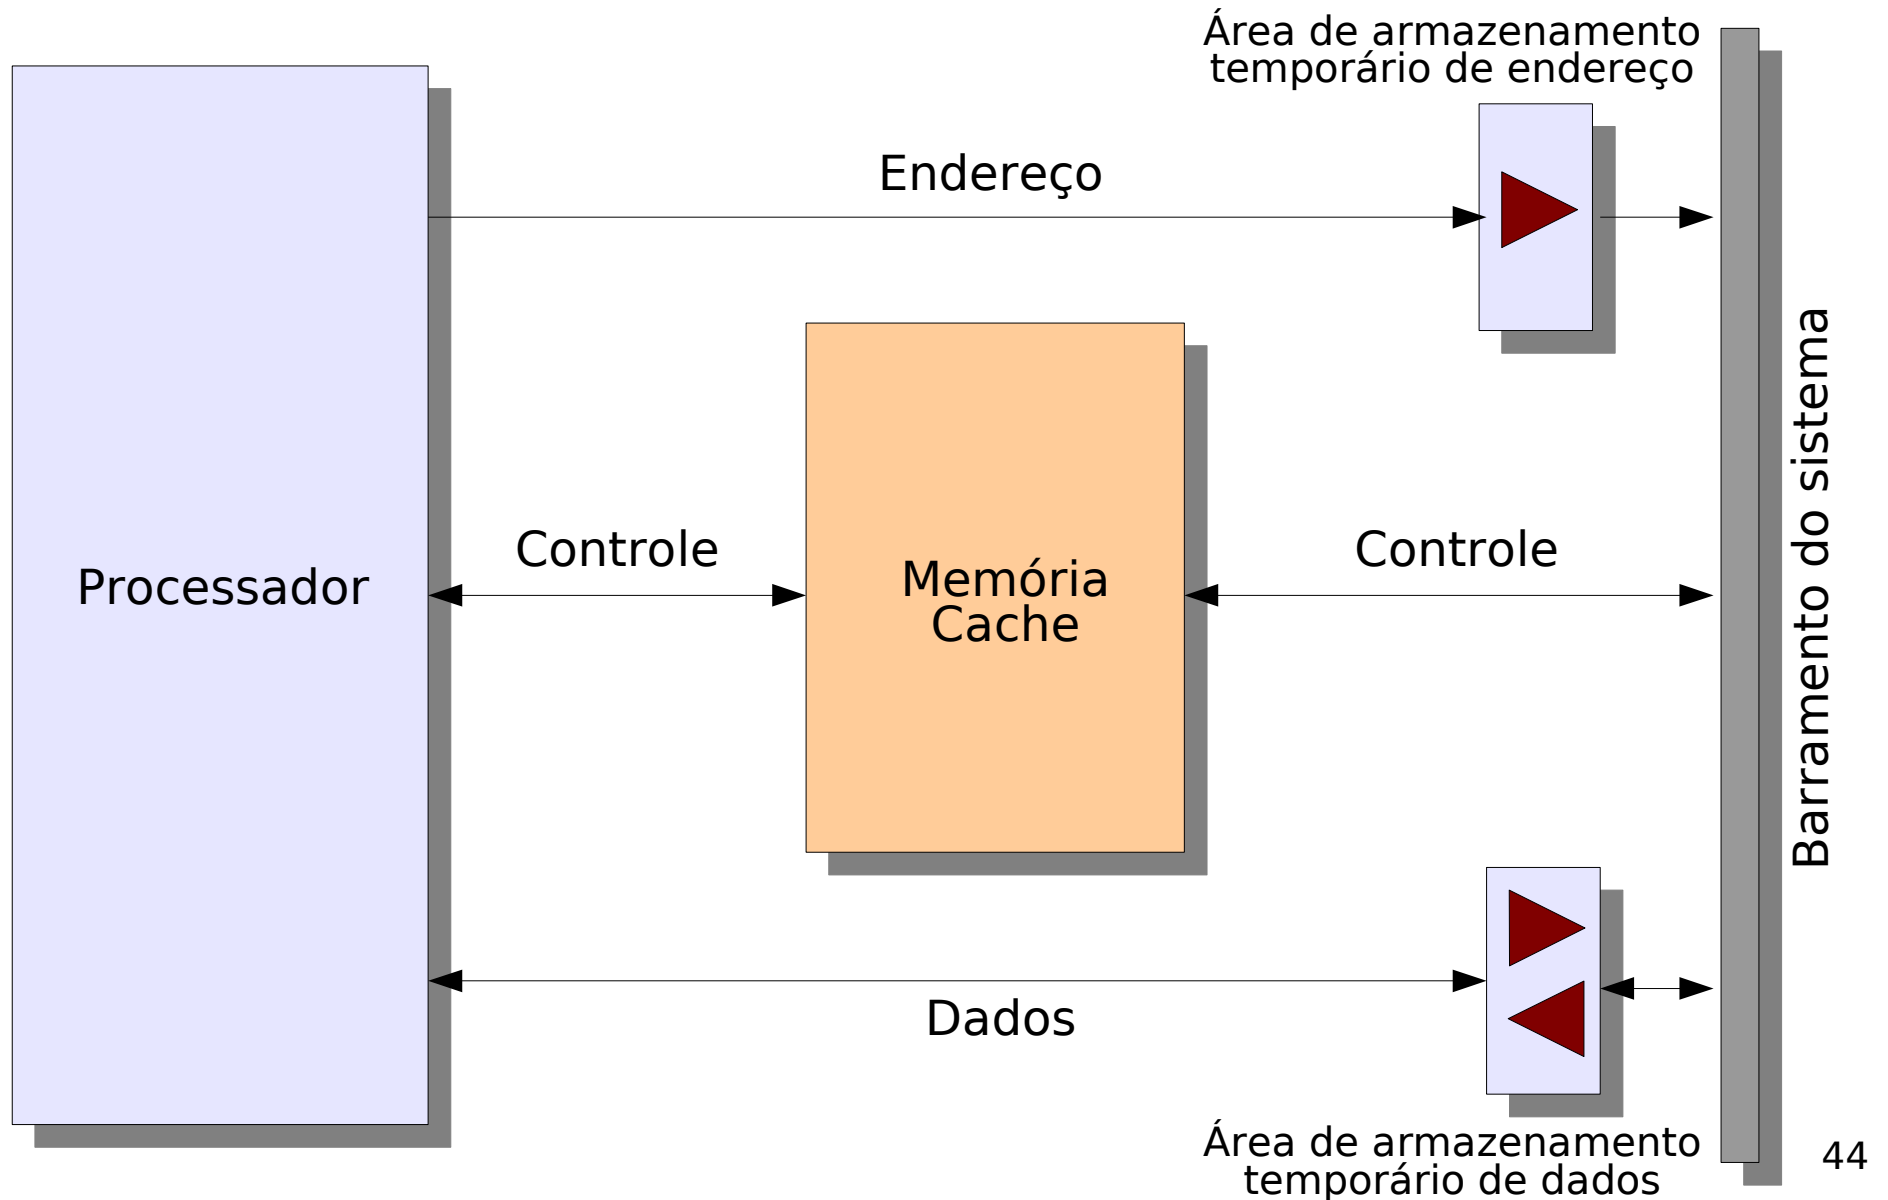 Área de armazenamento
temporário de endereço
Endereço
Controle
Controle
Processador
Memória
Cache
Barramento do sistema
Dados
Área de armazenamento
temporário de dados
44